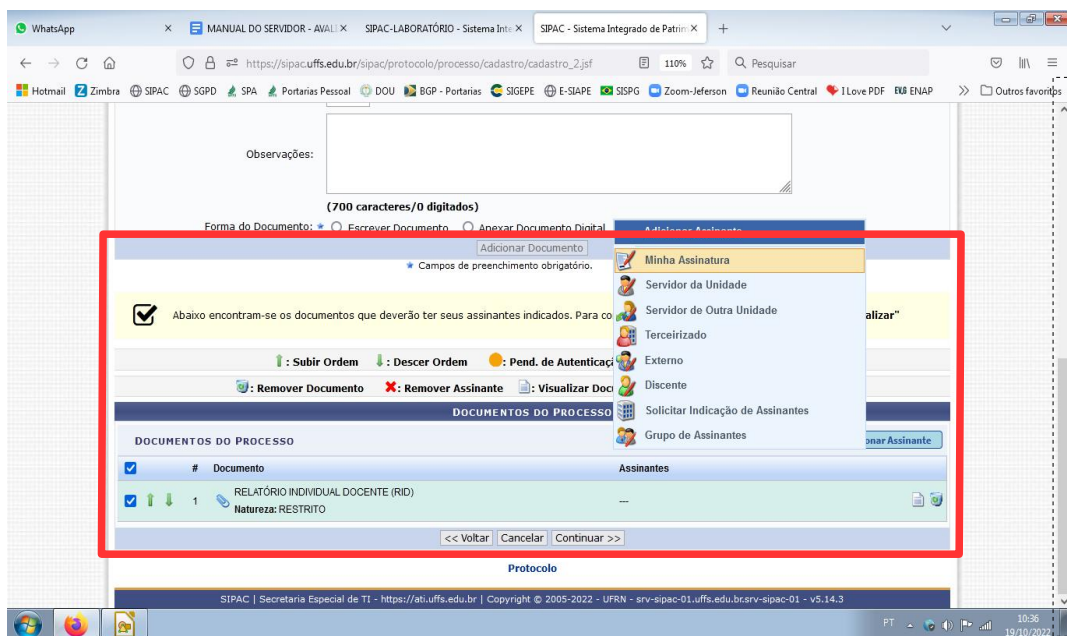 WhatsApp
MANUAL DO SERVIDOR - AVALI
SIPAC-LABORATÓRIO - Sistema Inte
SIPAC - Sistema Integrado de Patrim
https://sipac.uffs.edu.br/sipac/protocolo/processo/cadastro/cadastro_2.jsf
110%
Pesquisar
Hotmail Zimbra SIPAC SGPD SPA Portarias Pessoal DOU BGP - Portarias SIGEPE E-SIAPE SISPG Zoom-Jeferson Reunião Central I Love PDF ENAP Outros favoritos
Observações:
(700 caracteres/0 digitados)
Forma do Documento: Escrever Documento Anexar Documento Digital
Adicionar Assinante
Adicionar Documento
Campos de preenchimento obrigatório.
Minha Assinatura
Servidor da Unidade
Servidor de Outra Unidade
Terceirizado
Externo
Discente
Solicitar Indicação de Assinantes
Grupo de Assinantes
Abaixo encontram-se os documentos que deverão ter seus assinantes indicados. Para co
alizar"
: Subir Ordem : Descer Ordem : Pend. de Autenticaçã
: Remover Documento : Remover Assinante : Visualizar Doc
DOCUMENTOS DO PROCESSO
DOCUMENTOS DO PROCESSO
onar Assinante
# Documento Assinantes
1 RELATÓRIO INDIVIDUAL DOCENTE (RID)
Natureza: RESTRITO
---
<< Voltar Cancelar Continuar >>
Protocolo
SIPAC | Secretaria Especial de TI - https://ati.uffs.edu.br | Copyright © 2005-2022 - UFRN - srv-sipac-01.uffs.edu.br.srv-sipac-01 - v5.14.3
PT
10:36
19/10/2022